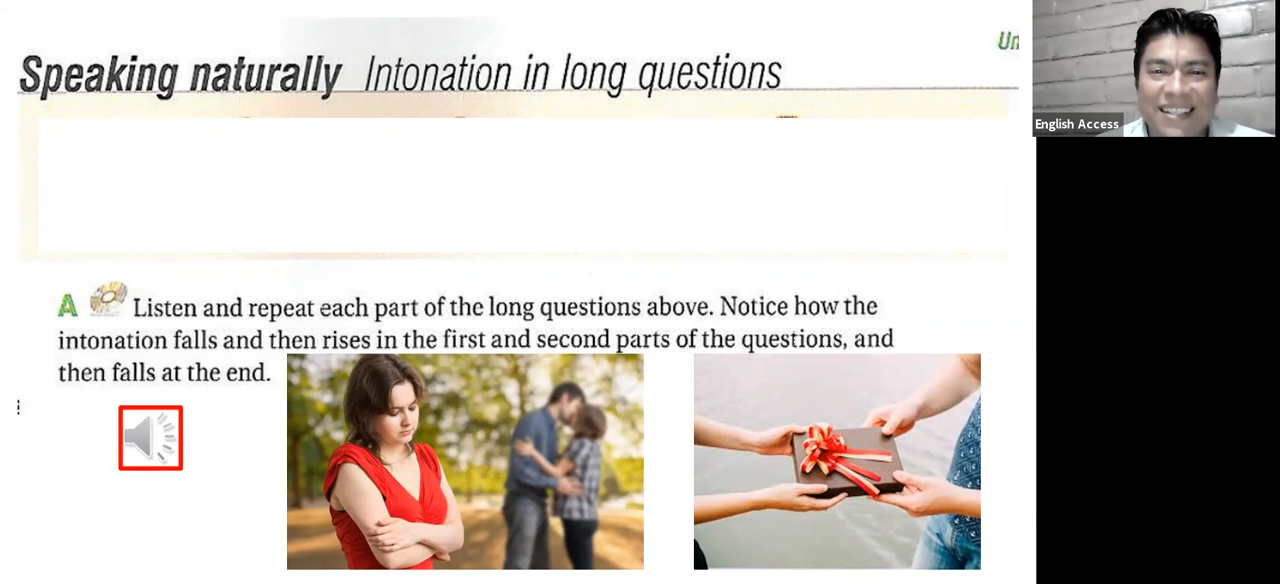 Un
Speaking naturally Intonation in long questions
English Access
A Listen and repeat each part of the long questions above. Notice how the
intonation falls and then rises in the first and second parts of the questions, and
then falls at the end.